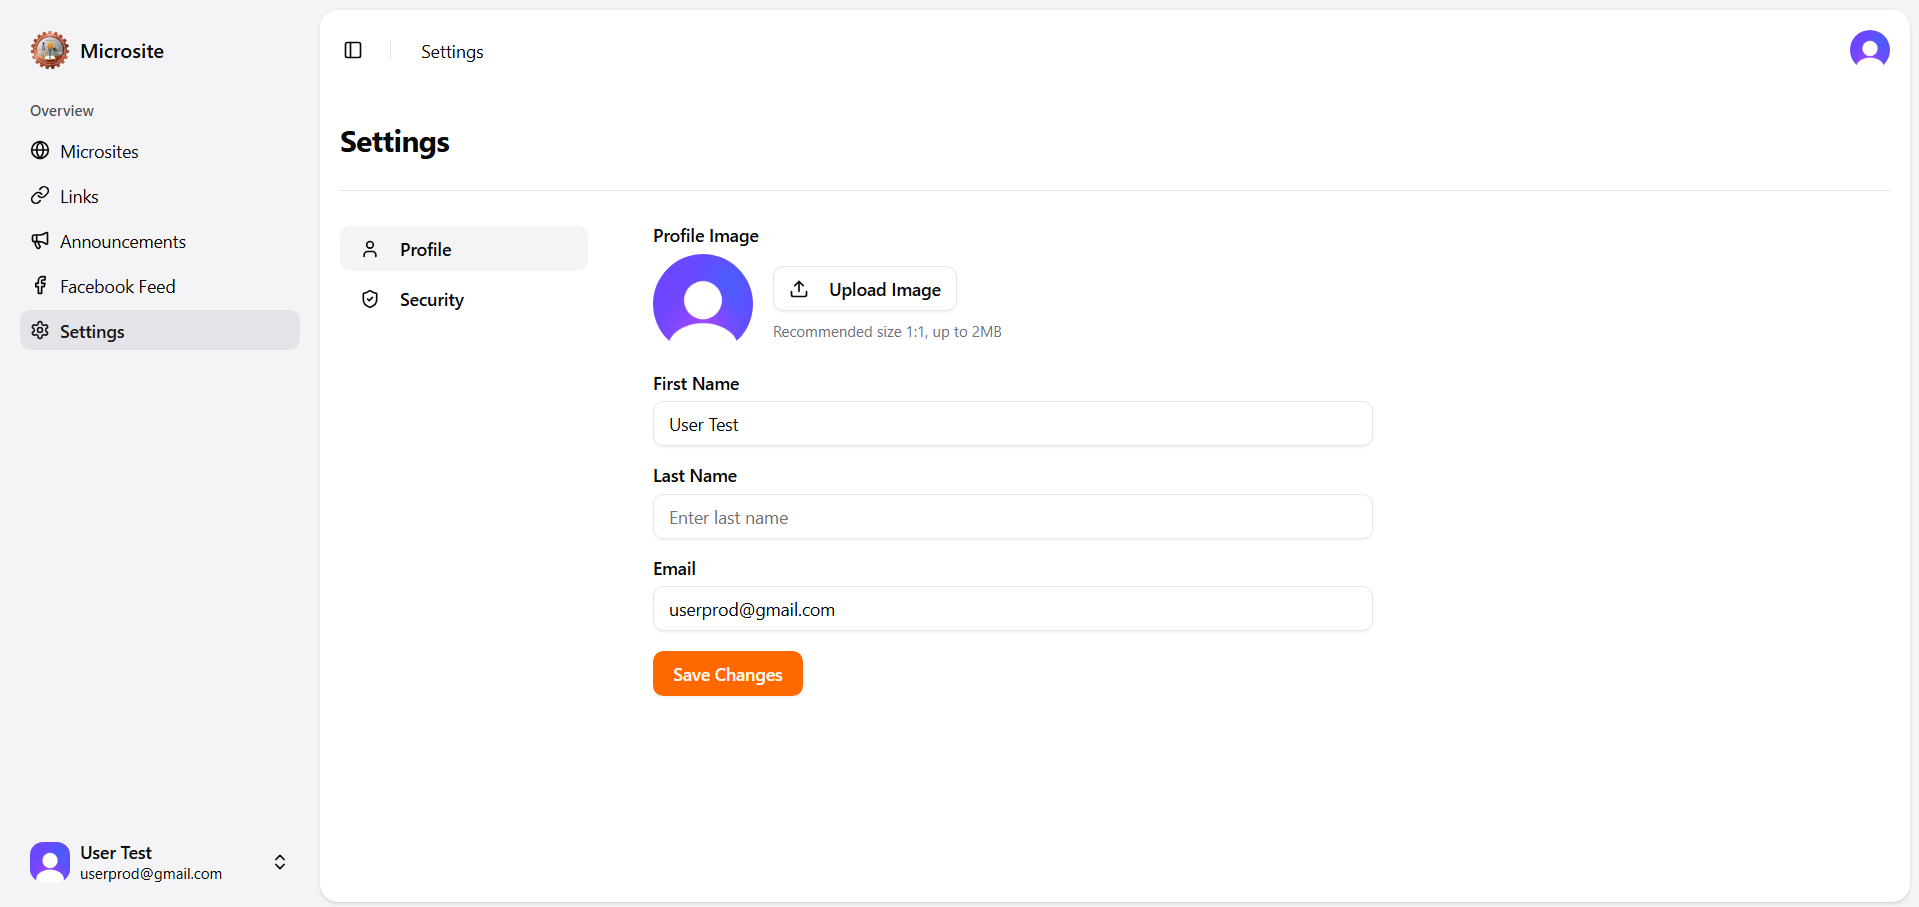 Microsite
Overview
Microsites
Links
Announcements
Facebook Feed
Settings
User Test
userprod@gmail.com
Settings
Settings
Profile
Security
Profile Image
Upload Image
Recommended size 1:1, up to 2MB
First Name
User Test
Last Name
Enter last name
Email
userprod@gmail.com
Save Changes